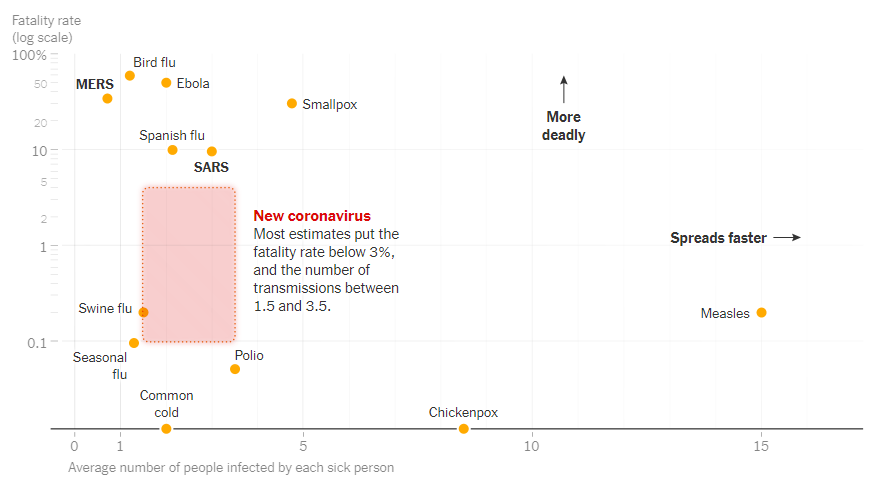 Fatality rate
(log scale)
100%
50
20
10
5
2
1
0.1
Bird flu
MERS
Ebola
Smallpox
Spanish flu
SARS
More
deadly
New coronavirus
Most estimates put the
fatality rate below 3%,
and the number of
transmissions between
1.5 and 3.5.
Spreads faster
Swine flu
Measles
Seasonal
flu
Polio
Common
cold
Chickenpox
0
1
5
10
15
Average number of people infected by each sick person